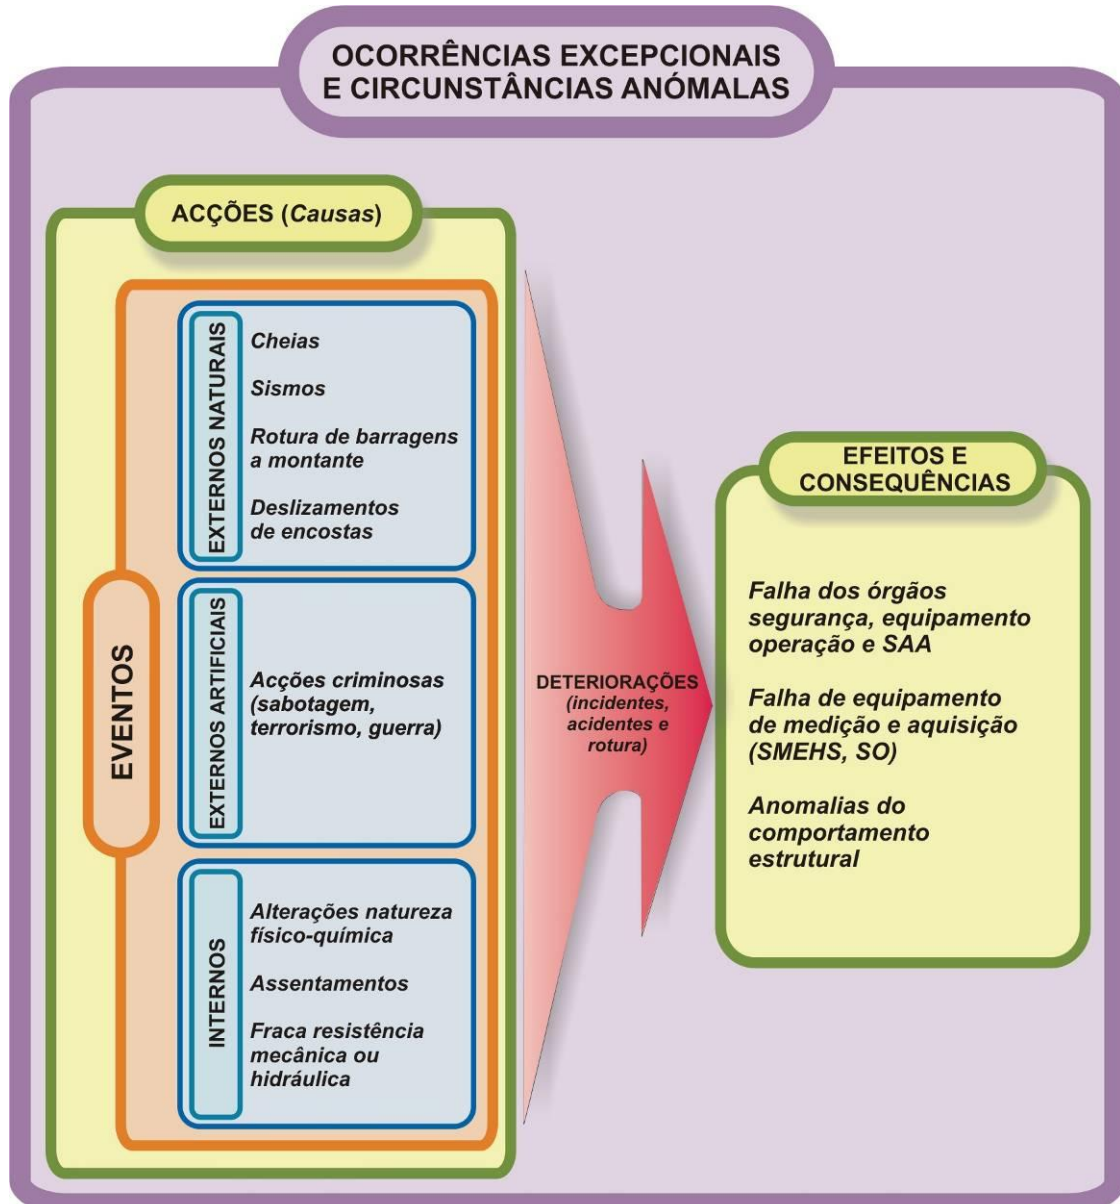 OCORRÊNCIAS EXCEPCIONAIS
E CIRCUNSTÂNCIAS ANÓMALAS
ACÇÕES (Causas)
EVENTOS
EXTERNOS NATURAIS
Cheias
Sismos
Rotura de barragens
a montante
Deslizamentos
de encostas
EXTERNOS ARTIFICIAIS
Acções criminosas
(sabotagem,
terrorismo, guerra)
INTERNOS
Alterações natureza
físico-química
Assentamentos
Fraca resistência
mecânica ou
hidráulica
DETERIORAÇÕES
(incidentes,
acidentes e
rotura)
EFEITOS E
CONSEQUÊNCIAS
Falha dos órgãos
segurança, equipamento
operação e SAA
Falha de equipamento
de medição e aquisição
(SMEHS, SO)
Anomalias do
comportamento
estrutural